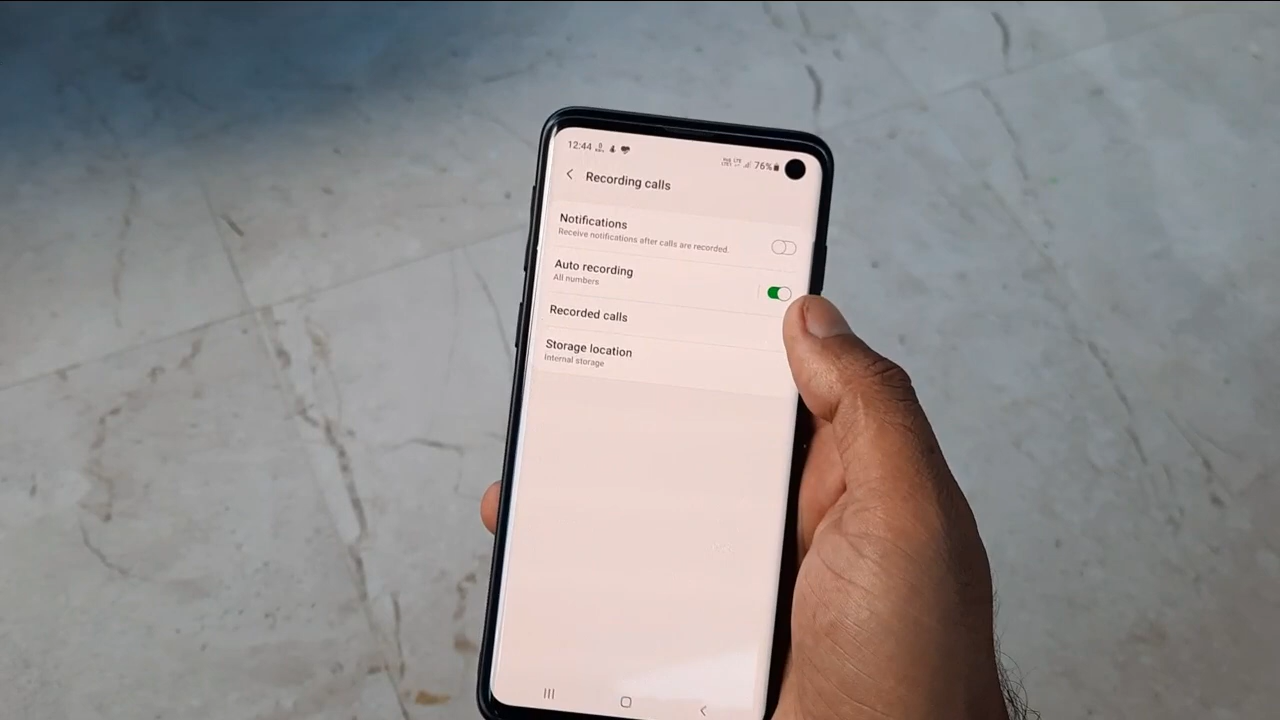 12:44
76%
Recording calls
Notifications
Receive notifications after calls are recorded.
Auto recording
All numbers
Recorded calls
Storage location
Internal storage